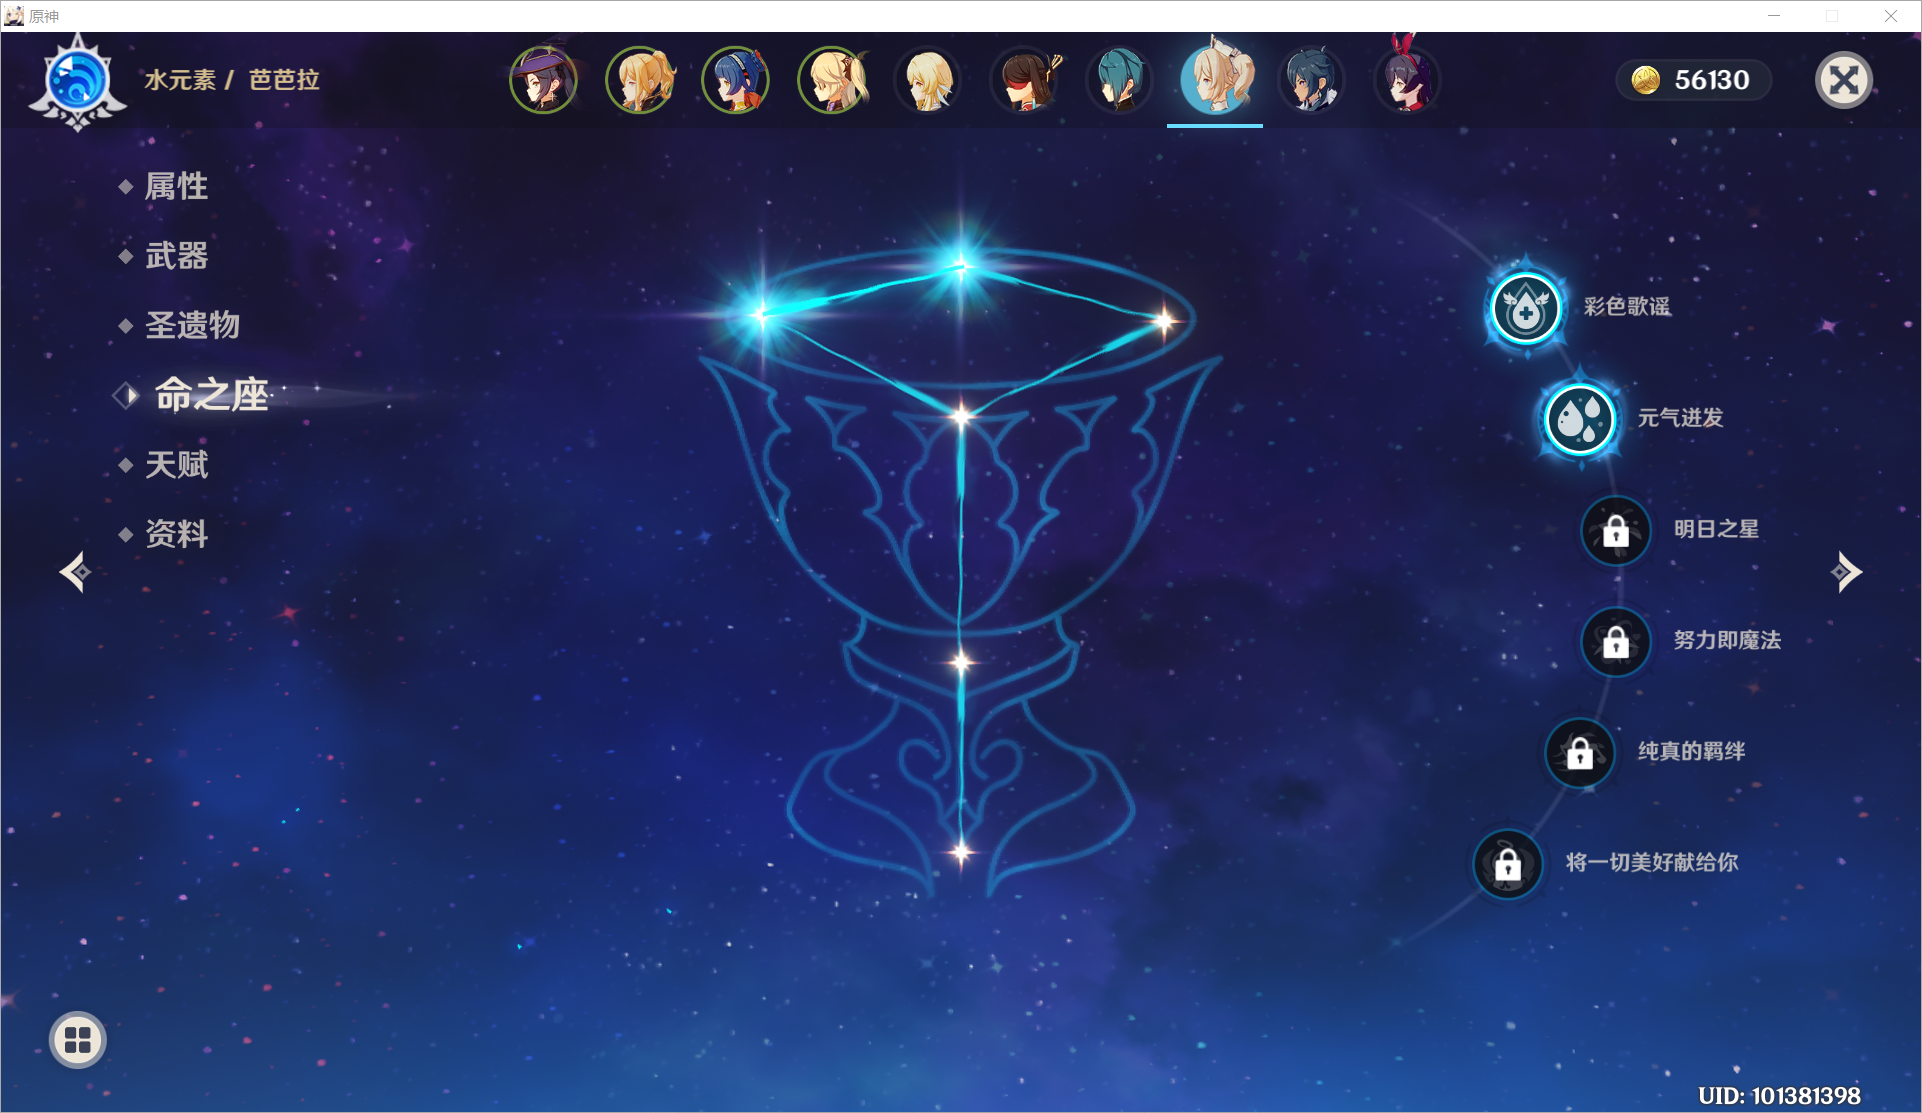 原神
水元素 / 芭芭拉
56130
属性
武器
圣遗物
命之座
天赋
资料
彩色歌谣
元气迸发
明日之星
努力即魔法
纯真的羁绊
将一切美好献给你
UID: 101381398